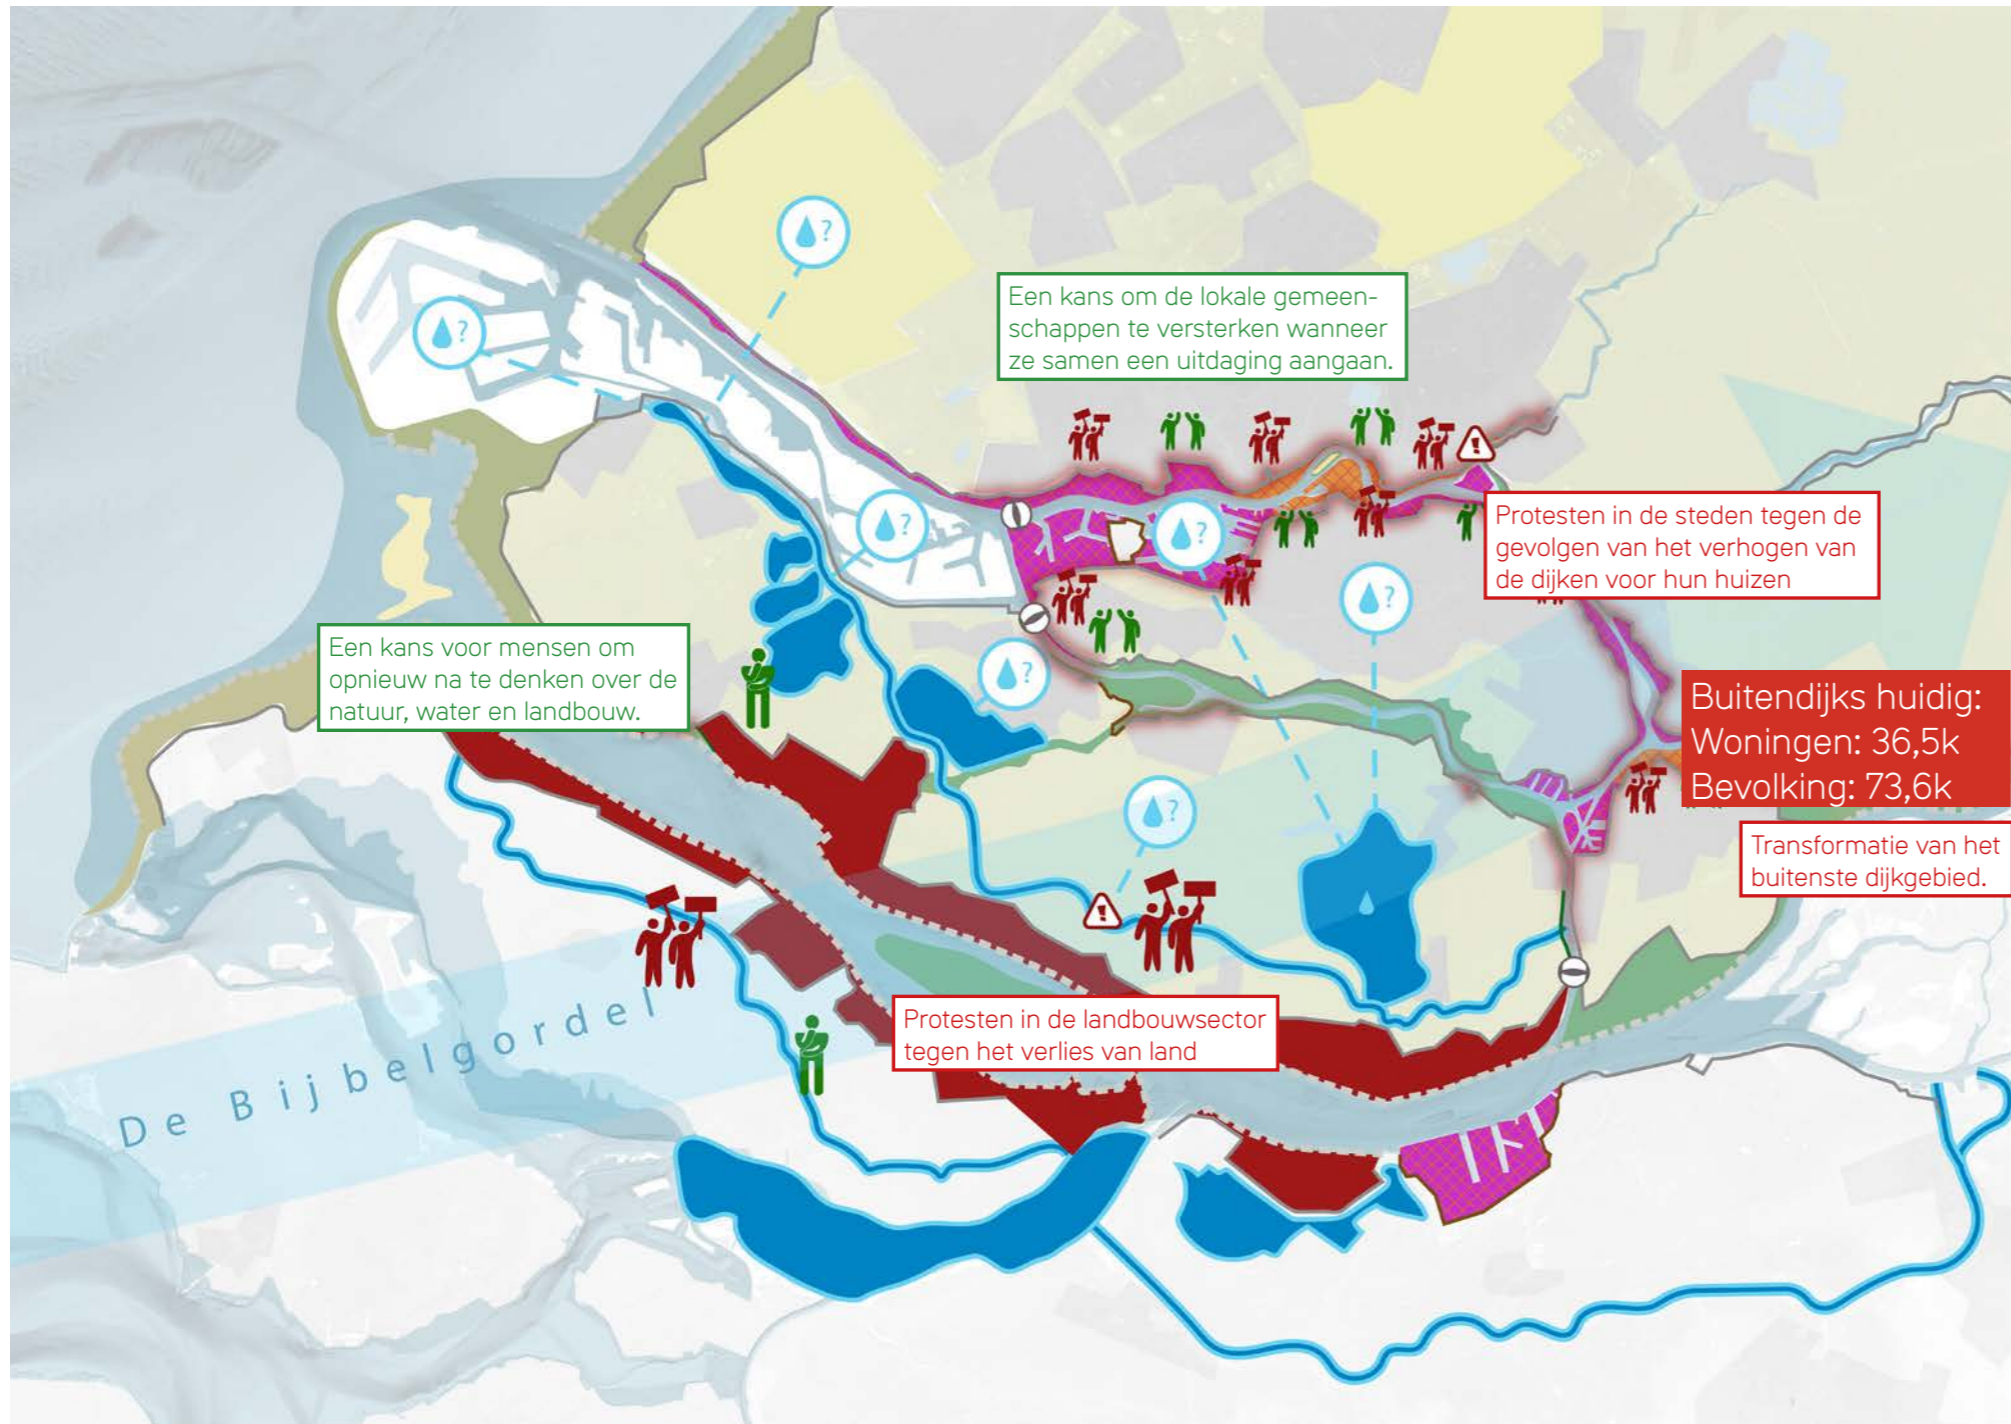 Een kans om de lokale gemeen-
schappen te versterken wanneer
ze samen een uitdaging aangaan.
Protesten in de steden tegen de
gevolgen van het verhogen van
de dijken voor hun huizen
Een kans voor mensen om
opnieuw na te denken over de
natuur, water en landbouw.
Buitendijks huidig:
Woningen: 36,5k
Bevolking: 73,6k
Transformatie van het
buitenste dijkgebied.
Protesten in de landbouwsector
tegen het verlies van land
De Bijbelgordel
?
?
?
?
?
?
?
!
!